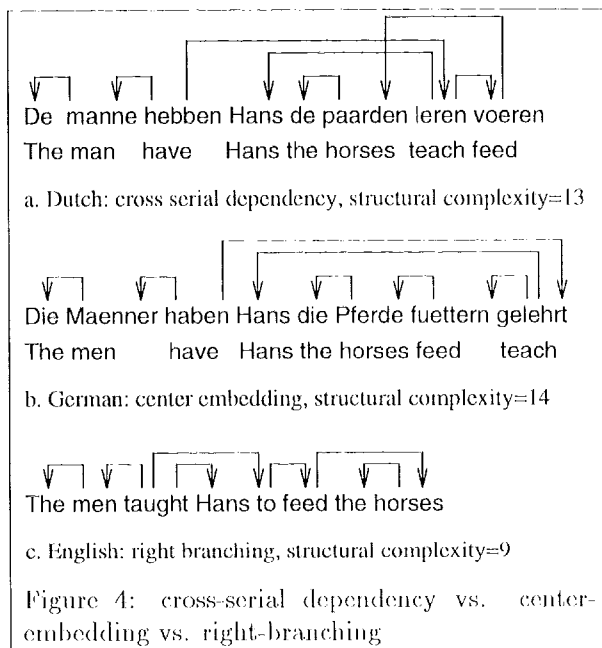 De manne hebben Hans de paarden leren voeren
The man have Hans the horses teach feed
a. Dutch: cross serial dependency, structural complexity=13
Die Maenner haben Hans die Pferde fuettern gelehrt
The men have Hans the horses feed teach
b. German: center embedding, structural complexity=14
The men taught Hans to feed the horses
c. English: right branching, structural complexity=9
Figure 4: cross-serial dependency vs. center-
embedding vs. right-branching